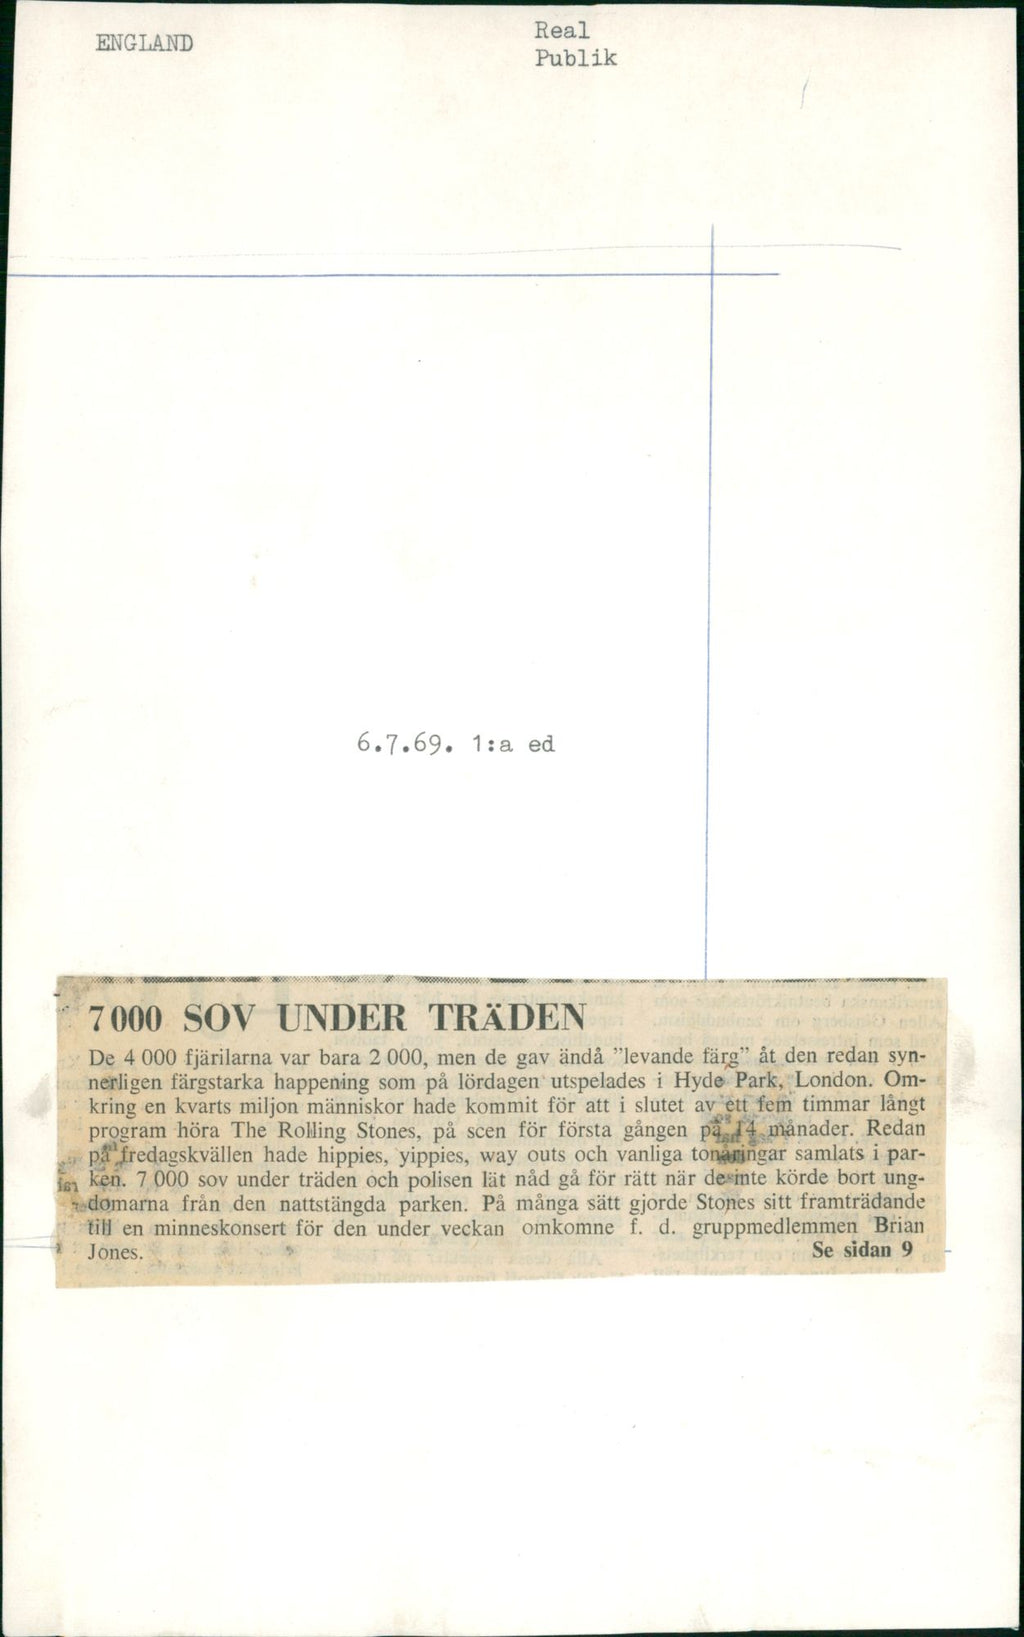 ENGLAND
Real
Publik
6.7.69. 1:a ed
7 000 SOV UNDER TRÄDEN
De 4 000 fjärilarna var bara 2 000, men de gav ändå ”levande färg” åt den redan syn-
nerligen färgstarka happening som på lördagen utspelades i Hyde Park, London. Om-
kring en kvarts miljon människor hade kommit för att i slutet av ett fem timmar långt
program höra The Rolling Stones, på scen för första gången på 14 månader. Redan
på fredagskvällen hade hippies, yippies, way outs och vanliga tonåringar samlats i par-
ken. 7 000 sov under träden och polisen lät nåd gå för rätt när de inte körde bort ung-
domarna från den nattstängda parken. På många sätt gjorde Stones sitt framträdande
till en minneskonsert för den under veckan omkomne f. d. gruppmedlemmen Brian
Jones.
Se sidan 9